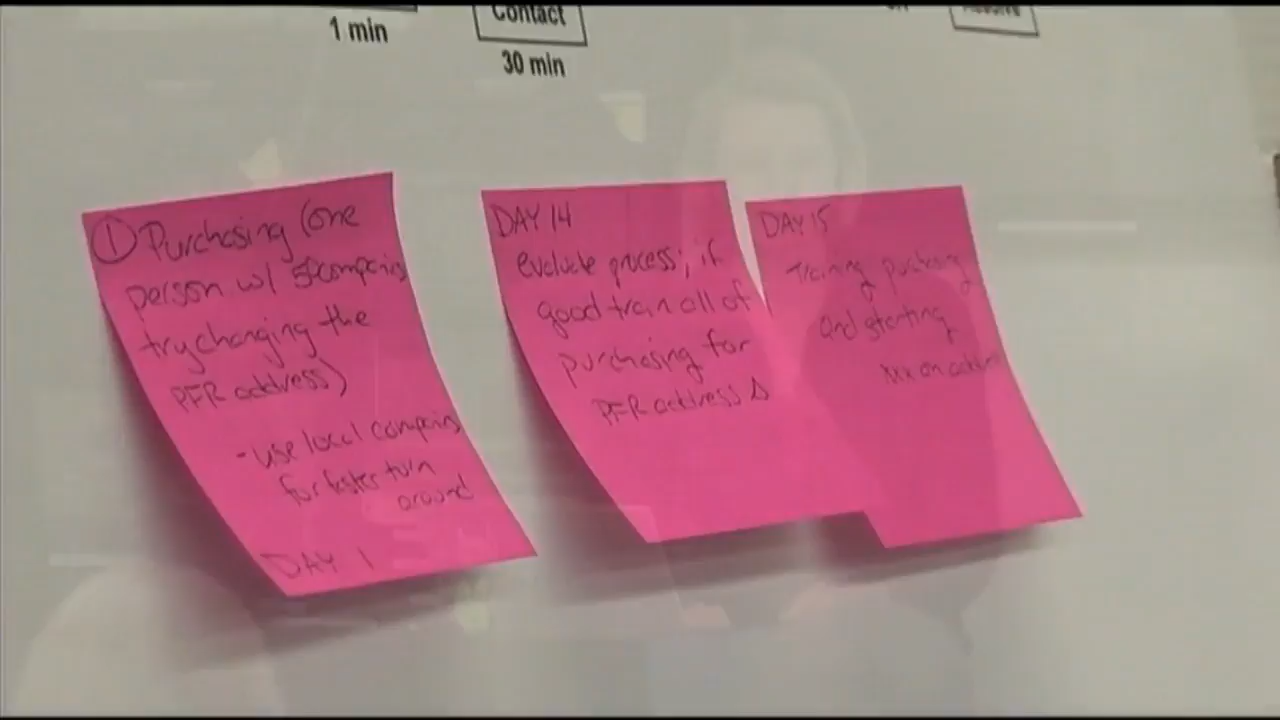 1 min
Contact
30 min
① Purchasing (one
person w/ 5 companies
try changing the
PFR address)
- use local companies
for faster turn
around
DAY 1
DAY 14
evaluate process; if
good train all of
purchasing for
PFR address Δ
DAY 15
Training purchasing
and starting
on